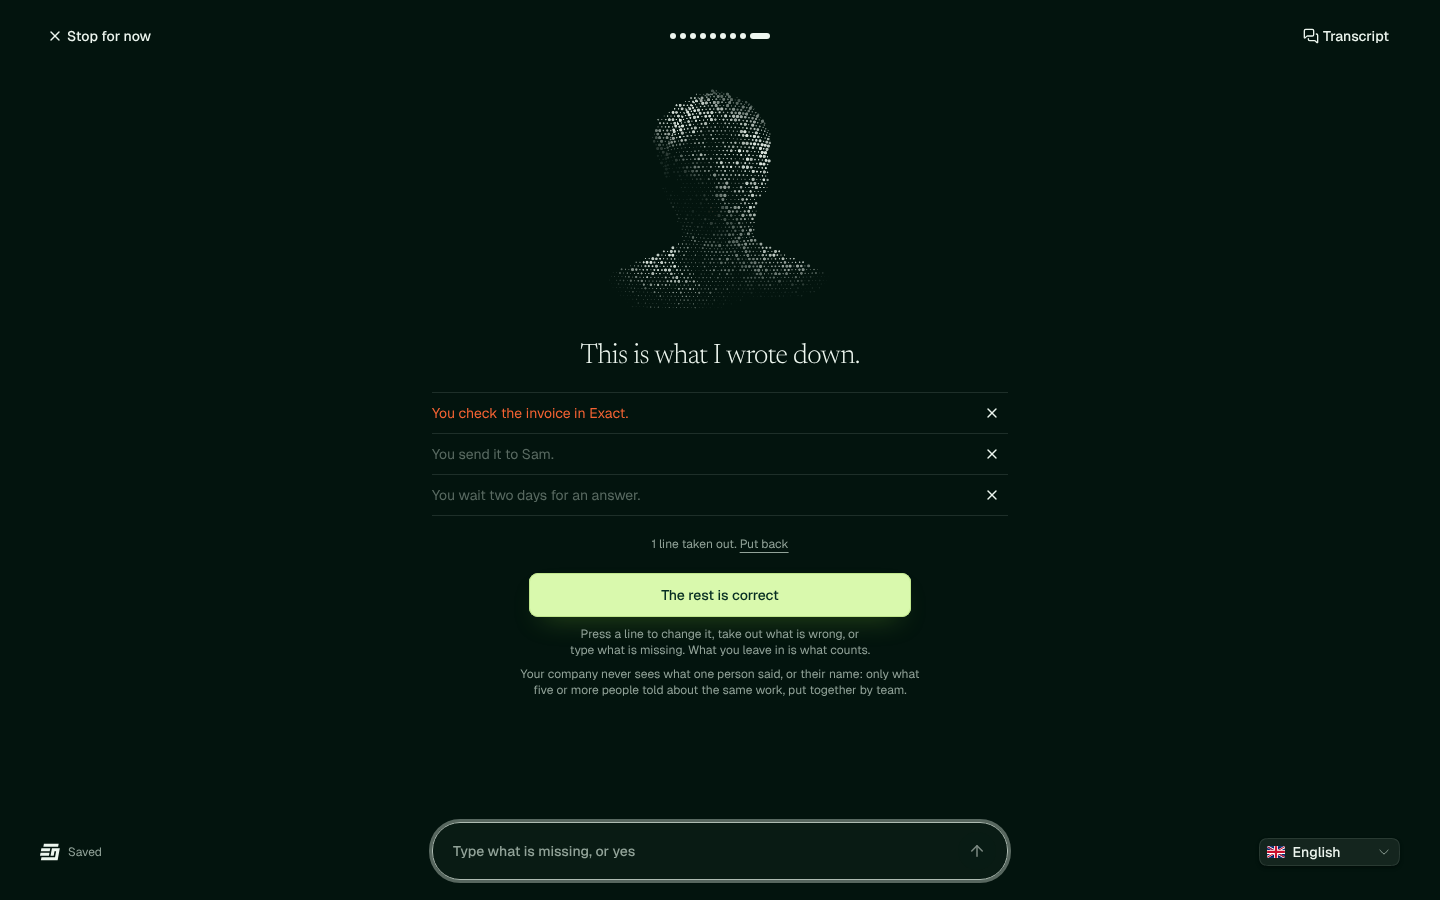 Stop for now
Transcript
This is what I wrote down.
You check the invoice in Exact.
You send it to Sam.
You wait two days for an answer.
1 line taken out. Put back
The rest is correct
Press a line to change it, take out what is wrong, or
type what is missing. What you leave in is what counts.
Your company never sees what one person said, or their name: only what
five or more people told about the same work, put together by team.
Saved
Type what is missing, or yes
English